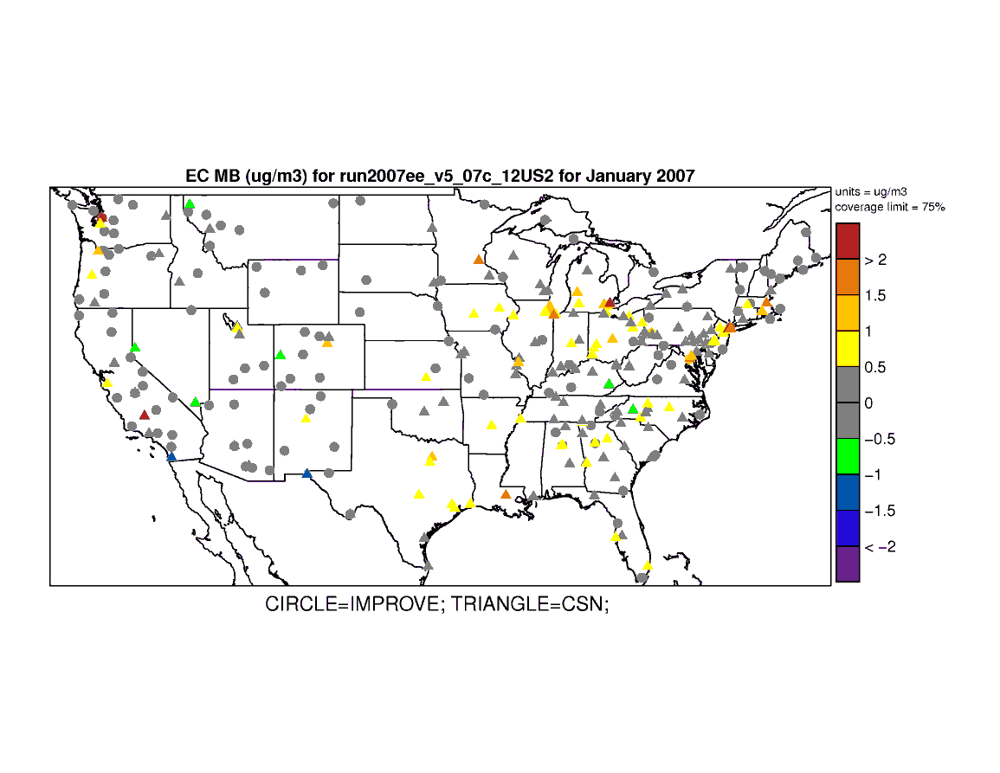 EC MB (ug/m3) for run2007ee_v5_07c_12US2 for January 2007
units = ug/m3
coverage limit = 75%
> 2
1.5
1
0.5
0
−0.5
−1
−1.5
< −2
CIRCLE=IMPROVE; TRIANGLE=CSN;